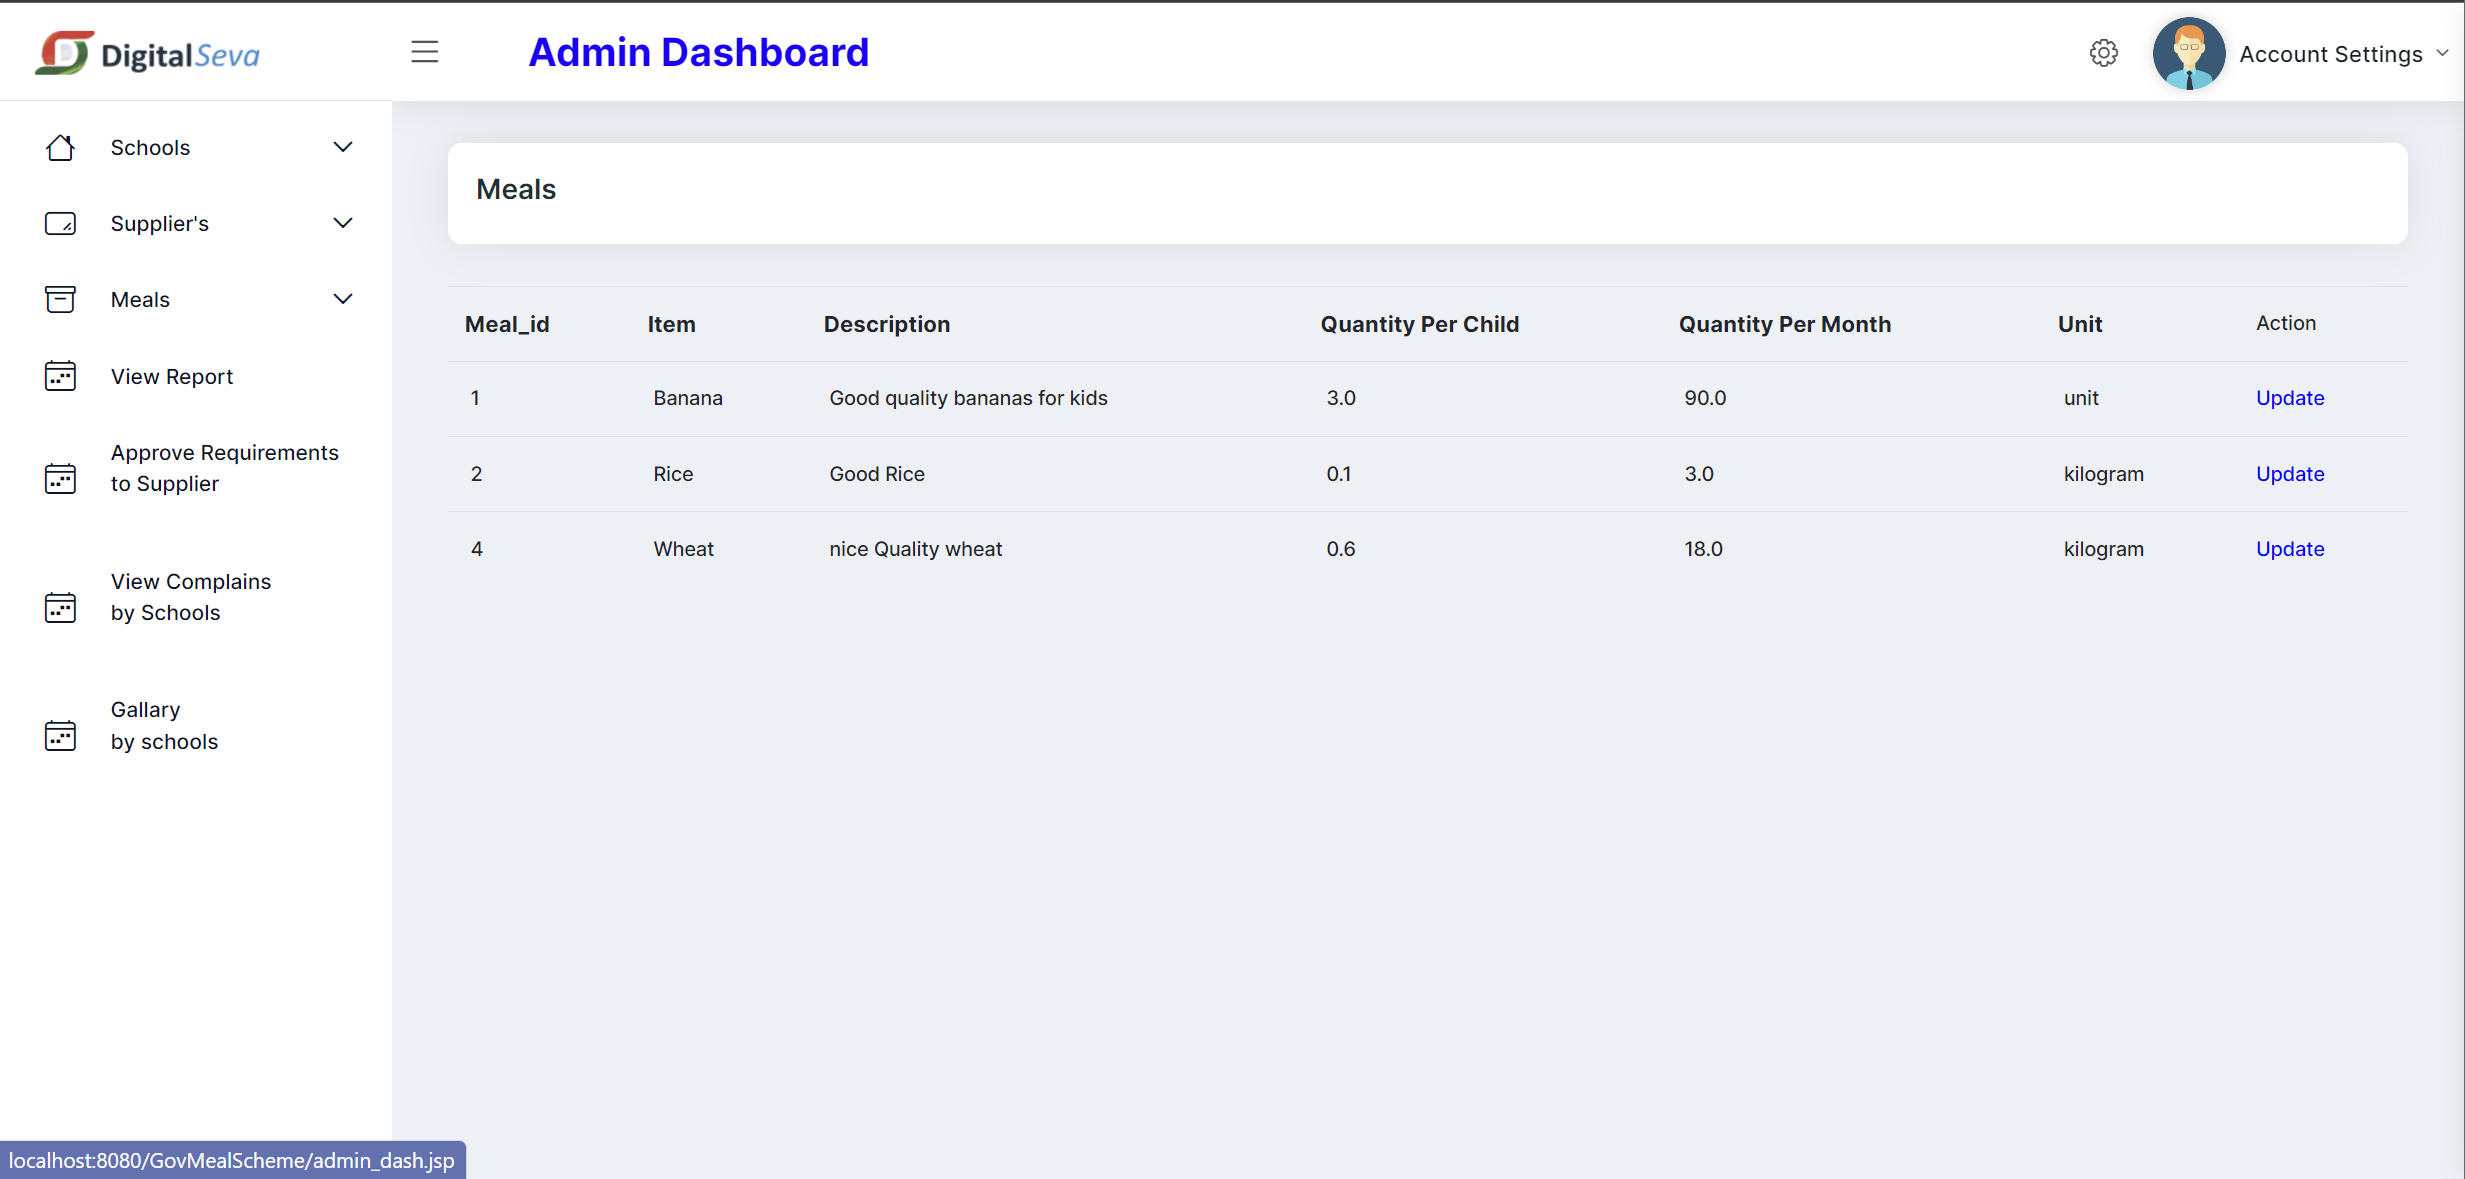 DigitalSeva
Admin Dashboard
Account Settings
Schools
Supplier's
Meals
View Report
Approve Requirements
to Supplier
View Complains
by Schools
Gallary
by schools
Meals
Meal_id Item Description Quantity Per Child Quantity Per Month Unit Action
1 Banana Good quality bananas for kids 3.0 90.0 unit Update
2 Rice Good Rice 0.1 3.0 kilogram Update
4 Wheat nice Quality wheat 0.6 18.0 kilogram Update
localhost:8080/GovMealScheme/admin_dash.jsp